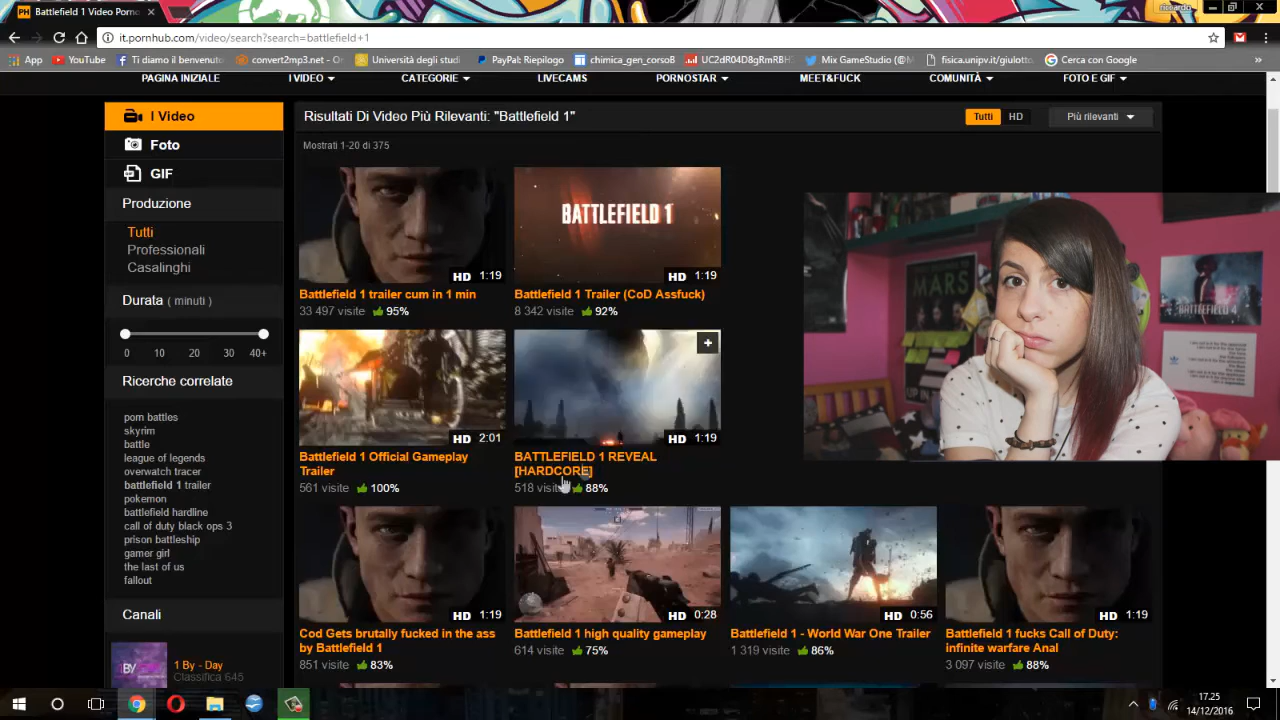 Battlefield 1 Video Porno
riccardo
it.pornhub.com/video/search?search=battlefield+1
App YouTube Ti diamo il benvenuto convert2mp3.net - On Università degli studi PayPal: Riepilogo chimica_gen_corsoB Mix GameStudio (@M fisica.unipv.it/giulotto Cerca con Google »
PAGINA INIZIALE I VIDEO CATEGORIE LIVECAMS PORNOSTAR MEET&FUCK COMUNITÀ FOTO E GIF
I Video
Foto
GIF
Produzione
Tutti
Professionali
Casalinghi
Durata ( minuti )
0 10 20 30 40+
Ricerche correlate
porn battles
skyrim
battle
league of legends
overwatch tracer
battlefield 1 trailer
pokemon
battlefield hardline
call of duty black ops 3
prison battleship
gamer girl
the last of us
fallout
Canali
1 By - Day
Classifica 645
Risultati Di Video Più Rilevanti: "Battlefield 1"
Tutti HD Più rilevanti
Mostrati 1-20 di 375
HD 1:19
BATTLEFIELD 1
HD 1:19
Battlefield 1 trailer cum in 1 min
33 497 visite 95%
Battlefield 1 Trailer (CoD Assfuck)
8 342 visite 92%
HD 2:01
HD 1:19
Battlefield 1 Official Gameplay
Trailer
561 visite 100%
BATTLEFIELD 1 REVEAL
[HARDCORE]
518 visite 88%
HD 1:19
HD 0:28
HD 0:56
HD 1:19
Cod Gets brutally fucked in the ass
by Battlefield 1
851 visite 83%
Battlefield 1 high quality gameplay
614 visite 75%
Battlefield 1 - World War One Trailer
1 319 visite 86%
Battlefield 1 fucks Call of Duty:
infinite warfare Anal
3 097 visite 88%
MARS
BATTLEFIELD 4
17.25
14/12/2016